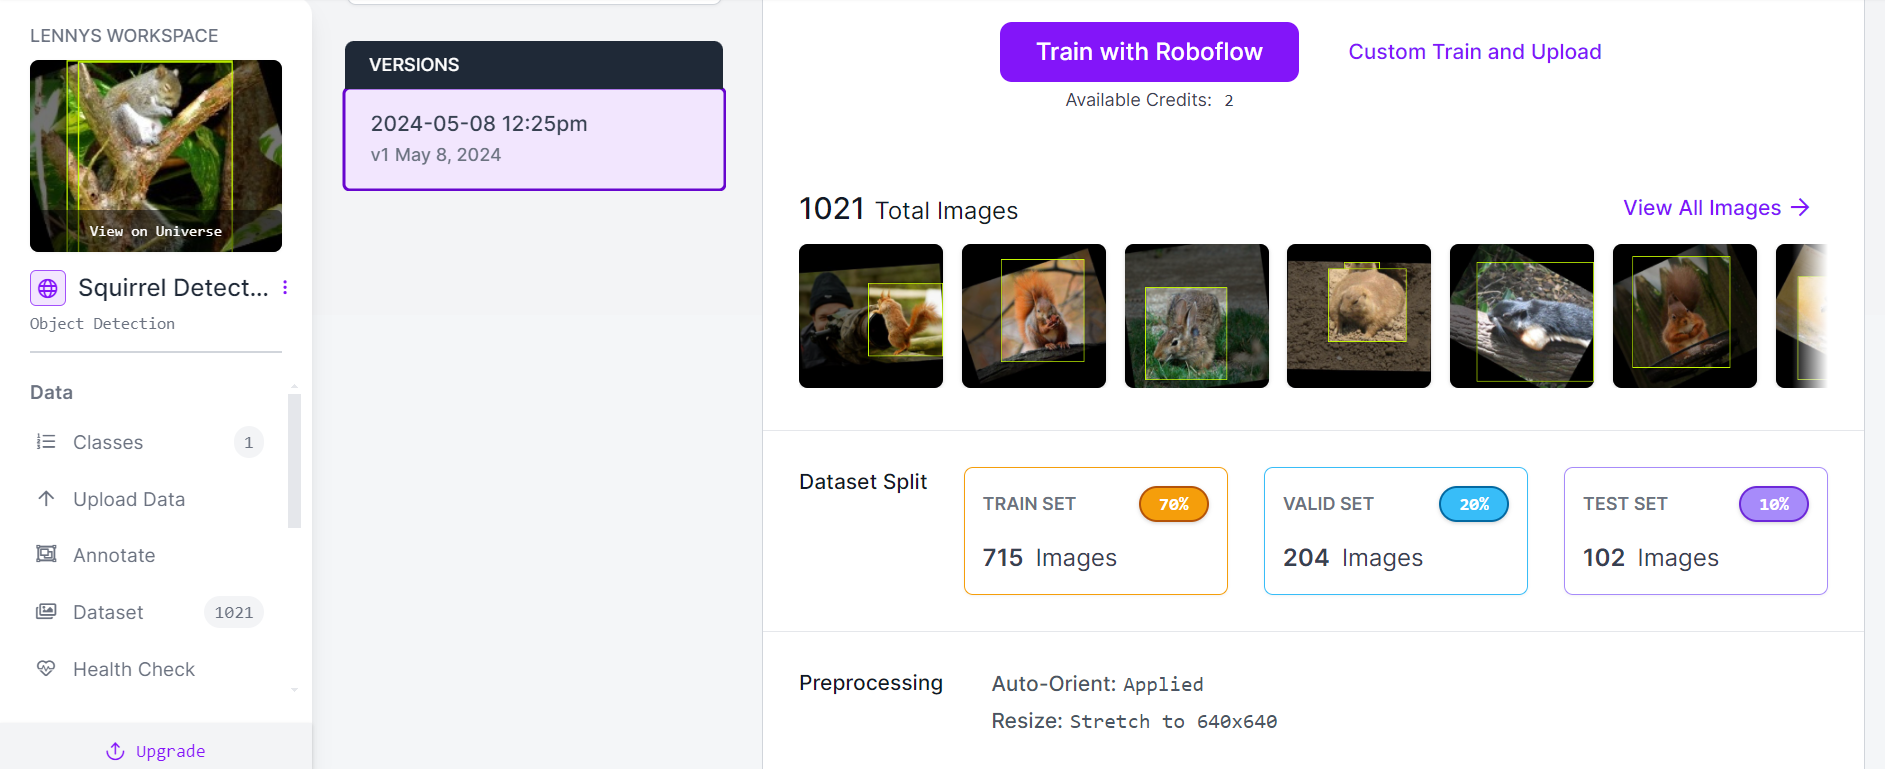 LENNYS WORKSPACE
View on Universe
Squirrel Detect...
Object Detection
Data
Classes 1
Upload Data
Annotate
Dataset 1021
Health Check
Upgrade
VERSIONS
2024-05-08 12:25pm
v1 May 8, 2024
Train with Roboflow
Custom Train and Upload
Available Credits: 2
1021 Total Images
View All Images →
Dataset Split
TRAIN SET 70%
715 Images
VALID SET 20%
204 Images
TEST SET 10%
102 Images
Preprocessing
Auto-Orient: Applied
Resize: Stretch to 640x640